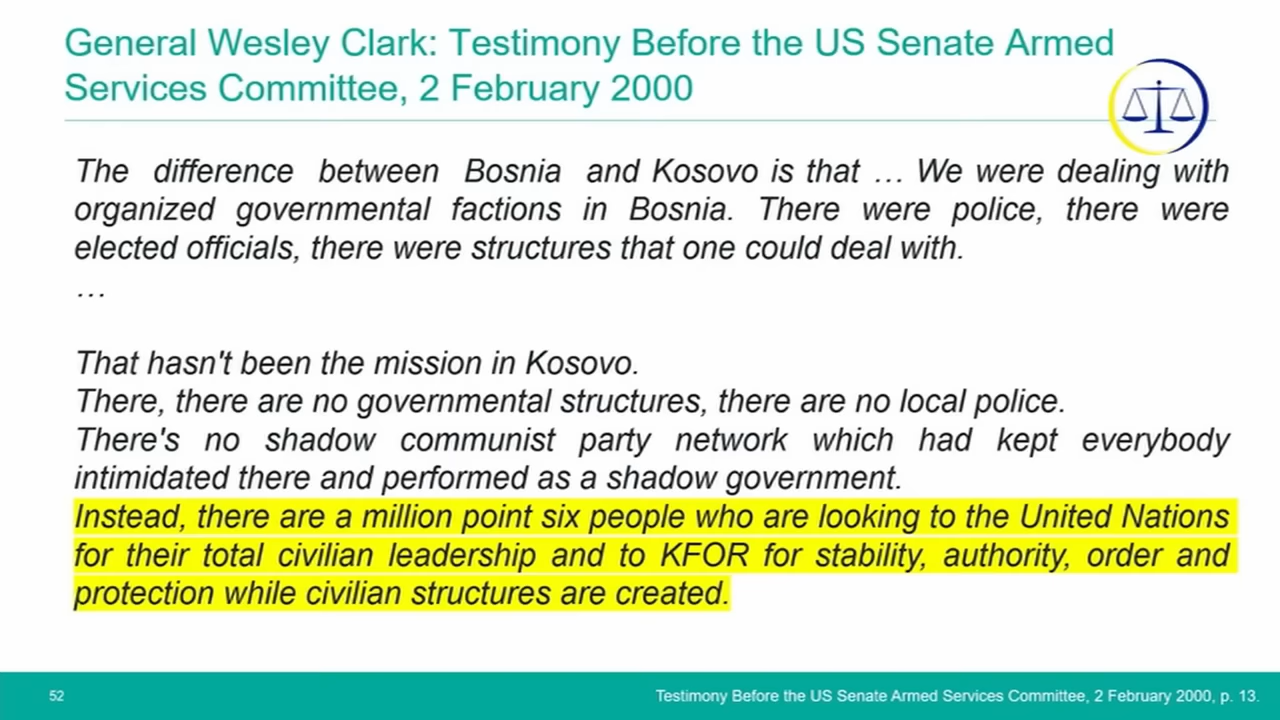 General Wesley Clark: Testimony Before the US Senate Armed
Services Committee, 2 February 2000
The difference between Bosnia and Kosovo is that … We were dealing with
organized governmental factions in Bosnia. There were police, there were
elected officials, there were structures that one could deal with.
…
That hasn't been the mission in Kosovo.
There, there are no governmental structures, there are no local police.
There's no shadow communist party network which had kept everybody
intimidated there and performed as a shadow government.
Instead, there are a million point six people who are looking to the United Nations
for their total civilian leadership and to KFOR for stability, authority, order and
protection while civilian structures are created.
52
Testimony Before the US Senate Armed Services Committee, 2 February 2000, p. 13.